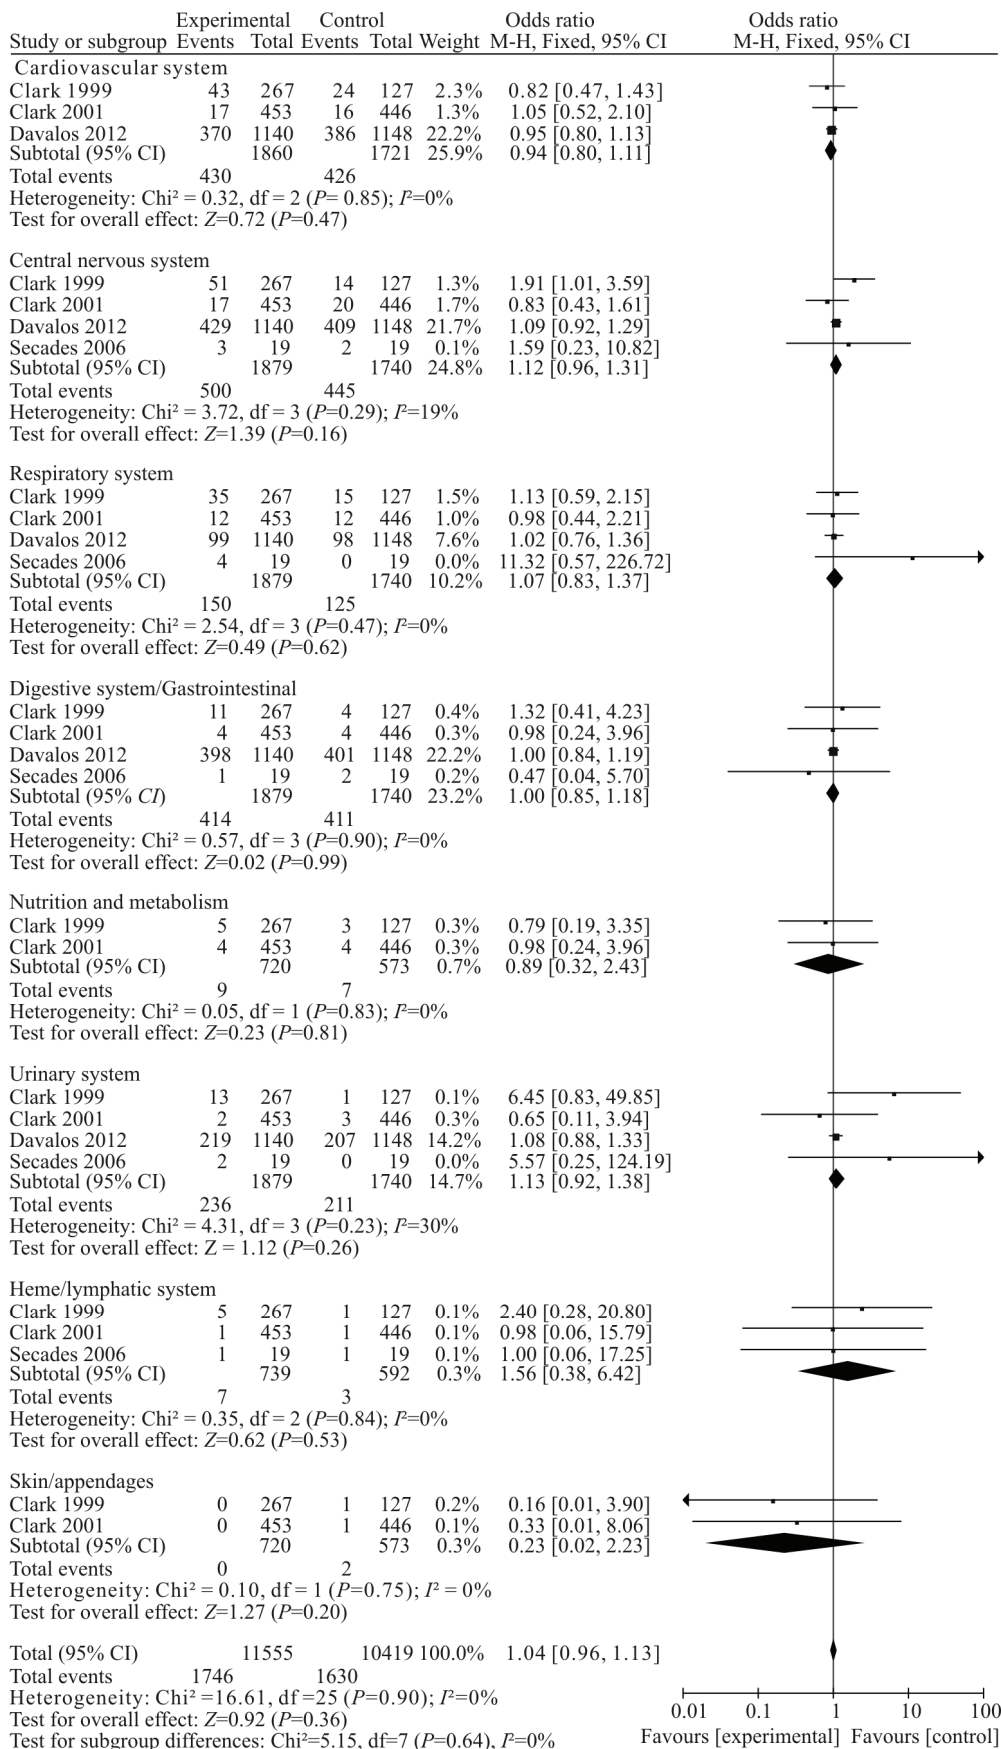 Experimental Control Odds ratio Odds ratio
Study or subgroup Events Total Events Total Weight M-H, Fixed, 95% CI M-H, Fixed, 95% CI
Cardiovascular system
Clark 1999 43 267 24 127 2.3% 0.82 [0.47, 1.43]
Clark 2001 17 453 16 446 1.3% 1.05 [0.52, 2.10]
Davalos 2012 370 1140 386 1148 22.2% 0.95 [0.80, 1.13]
Subtotal (95% CI) 1860 1721 25.9% 0.94 [0.80, 1.11]
Total events 430 426
Heterogeneity: Chi² = 0.32, df = 2 (P= 0.85); I²=0%
Test for overall effect: Z=0.72 (P=0.47)
Central nervous system
Clark 1999 51 267 14 127 1.3% 1.91 [1.01, 3.59]
Clark 2001 17 453 20 446 1.7% 0.83 [0.43, 1.61]
Davalos 2012 429 1140 409 1148 21.7% 1.09 [0.92, 1.29]
Secades 2006 3 19 2 19 0.1% 1.59 [0.23, 10.82]
Subtotal (95% CI) 1879 1740 24.8% 1.12 [0.96, 1.31]
Total events 500 445
Heterogeneity: Chi² = 3.72, df = 3 (P=0.29); I²=19%
Test for overall effect: Z=1.39 (P=0.16)
Respiratory system
Clark 1999 35 267 15 127 1.5% 1.13 [0.59, 2.15]
Clark 2001 12 453 12 446 1.0% 0.98 [0.44, 2.21]
Davalos 2012 99 1140 98 1148 7.6% 1.02 [0.76, 1.36]
Secades 2006 4 19 0 19 0.0% 11.32 [0.57, 226.72]
Subtotal (95% CI) 1879 1740 10.2% 1.07 [0.83, 1.37]
Total events 150 125
Heterogeneity: Chi² = 2.54, df = 3 (P=0.47); I²=0%
Test for overall effect: Z=0.49 (P=0.62)
Digestive system/Gastrointestinal
Clark 1999 11 267 4 127 0.4% 1.32 [0.41, 4.23]
Clark 2001 4 453 4 446 0.3% 0.98 [0.24, 3.96]
Davalos 2012 398 1140 401 1148 22.2% 1.00 [0.84, 1.19]
Secades 2006 1 19 2 19 0.2% 0.47 [0.04, 5.70]
Subtotal (95% CI) 1879 1740 23.2% 1.00 [0.85, 1.18]
Total events 414 411
Heterogeneity: Chi² = 0.57, df = 3 (P=0.90); I²=0%
Test for overall effect: Z=0.02 (P=0.99)
Nutrition and metabolism
Clark 1999 5 267 3 127 0.3% 0.79 [0.19, 3.35]
Clark 2001 4 453 4 446 0.3% 0.98 [0.24, 3.96]
Subtotal (95% CI) 720 573 0.7% 0.89 [0.32, 2.43]
Total events 9 7
Heterogeneity: Chi² = 0.05, df = 1 (P=0.83); I²=0%
Test for overall effect: Z=0.23 (P=0.81)
Urinary system
Clark 1999 13 267 1 127 0.1% 6.45 [0.83, 49.85]
Clark 2001 2 453 3 446 0.3% 0.65 [0.11, 3.94]
Davalos 2012 219 1140 207 1148 14.2% 1.08 [0.88, 1.33]
Secades 2006 2 19 0 19 0.0% 5.57 [0.25, 124.19]
Subtotal (95% CI) 1879 1740 14.7% 1.13 [0.92, 1.38]
Total events 236 211
Heterogeneity: Chi² = 4.31, df = 3 (P=0.23); I²=30%
Test for overall effect: Z = 1.12 (P=0.26)
Heme/lymphatic system
Clark 1999 5 267 1 127 0.1% 2.40 [0.28, 20.80]
Clark 2001 1 453 1 446 0.1% 0.98 [0.06, 15.79]
Secades 2006 1 19 1 19 0.1% 1.00 [0.06, 17.25]
Subtotal (95% CI) 739 592 0.3% 1.56 [0.38, 6.42]
Total events 7 3
Heterogeneity: Chi² = 0.35, df = 2 (P=0.84); I²=0%
Test for overall effect: Z=0.62 (P=0.53)
Skin/appendages
Clark 1999 0 267 1 127 0.2% 0.16 [0.01, 3.90]
Clark 2001 0 453 1 446 0.1% 0.33 [0.01, 8.06]
Subtotal (95% CI) 720 573 0.3% 0.23 [0.02, 2.23]
Total events 0 2
Heterogeneity: Chi² = 0.10, df = 1 (P=0.75); I² = 0%
Test for overall effect: Z=1.27 (P=0.20)
Total (95% CI) 11555 10419 100.0% 1.04 [0.96, 1.13]
Total events 1746 1630
Heterogeneity: Chi² =16.61, df =25 (P=0.90); I²=0%
Test for overall effect: Z=0.92 (P=0.36)
Test for subgroup differences: Chi²=5.15, df=7 (P=0.64), I²=0%
0.01 0.1 1 10 100
Favours [experimental] Favours [control]